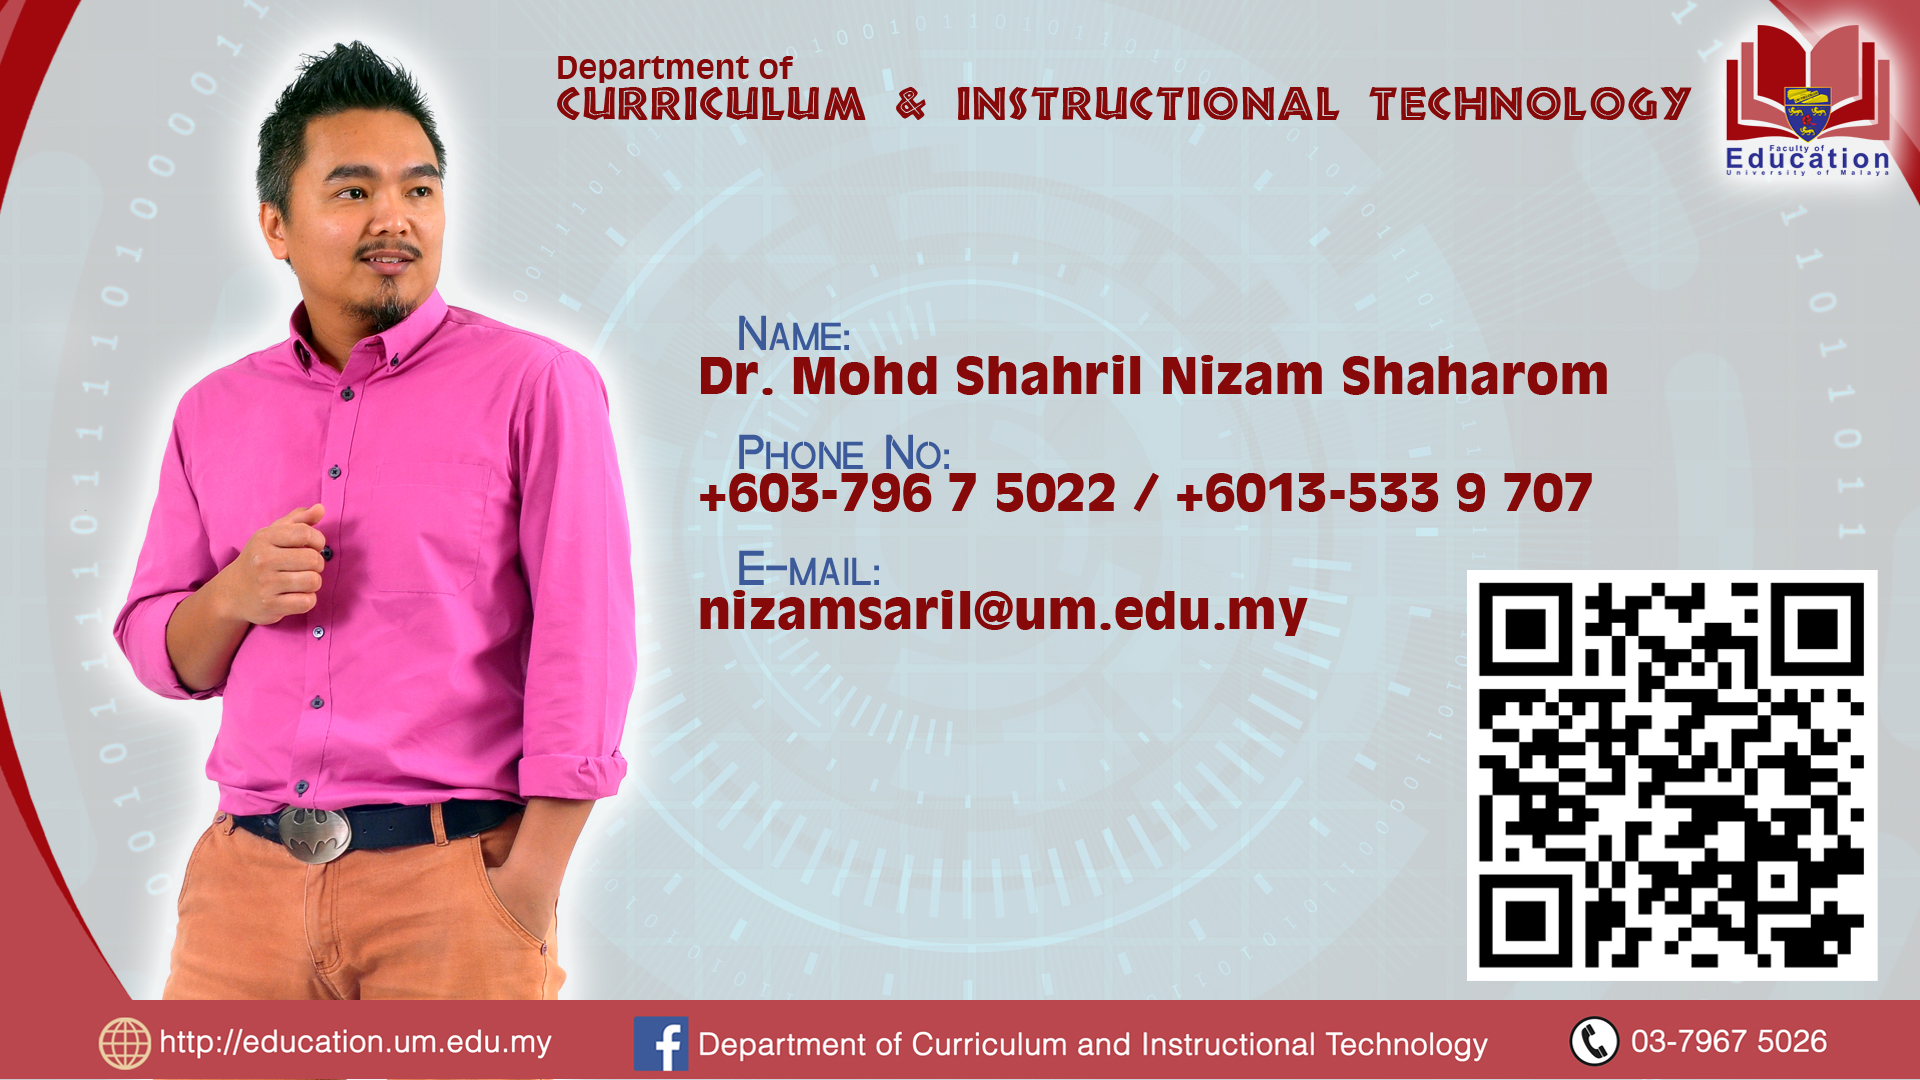 Department of
CURRICULUM & INSTRUCTIONAL TECHNOLOGY
Faculty of
Education
University of Malaya
NAME:
Dr. Mohd Shahril Nizam Shaharom
PHONE NO:
+603-796 7 5022 / +6013-533 9 707
E-MAIL:
nizamsaril@um.edu.my
http://education.um.edu.my
f
Department of Curriculum and Instructional Technology
03-7967 5026